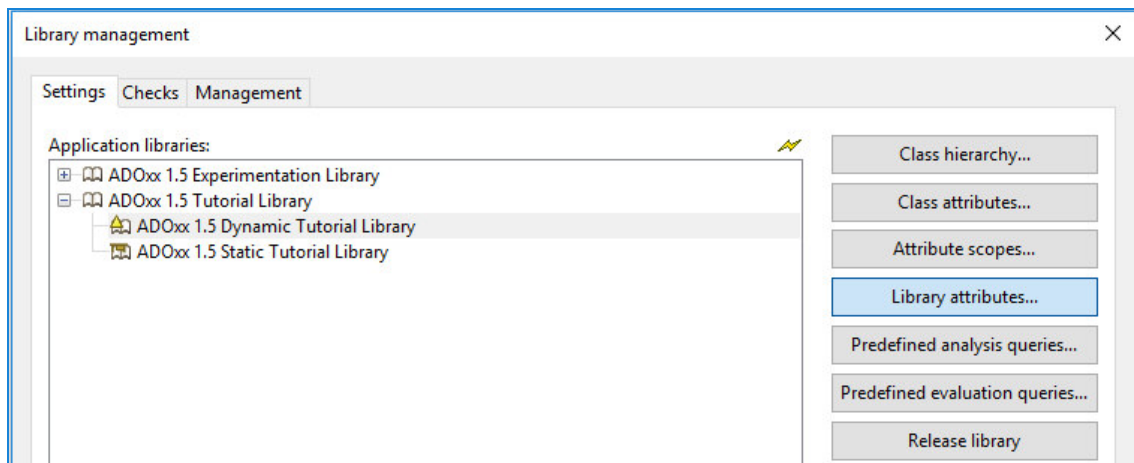 Library management
Settings Checks Management
Application libraries:
ADOxx 1.5 Experimentation Library
ADOxx 1.5 Tutorial Library
ADOxx 1.5 Dynamic Tutorial Library
ADOxx 1.5 Static Tutorial Library
Class hierarchy...
Class attributes...
Attribute scopes...
Library attributes...
Predefined analysis queries...
Predefined evaluation queries...
Release library